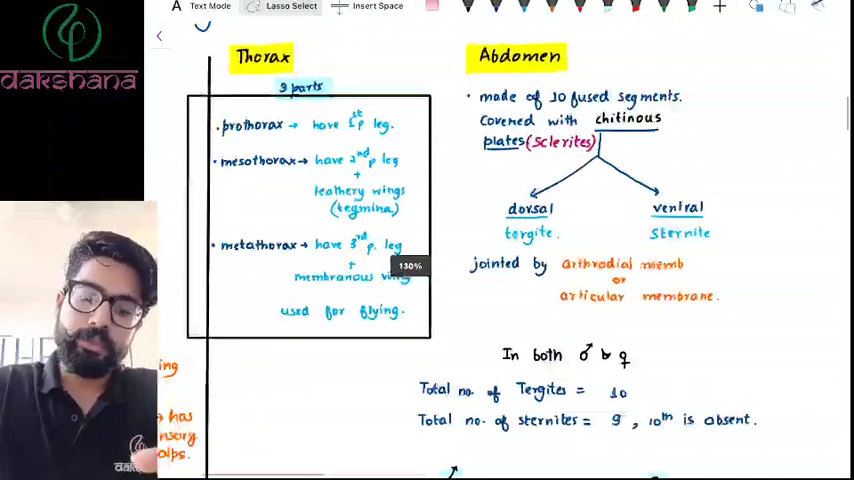 Text Mode
Lasso Select
Insert Space
dakshana
Thorax
3 parts
• prothorax → have 1st p leg.
• mesothorax → have 2nd p leg
+
leathery wings
(tegmina)
• metathorax → have 3rd p. leg
+
membranous wing
used for flying.
130%
Abdomen
• made of 10 fused segments.
Covered with chitinous
plates (sclerites)
dorsal
tergite.
ventral
sternite
jointed by arthrodial memb
or
articular membrane.
In both ♂ & ♀
Total no. of Tergites = 10
Total no. of sternites = 9, 10th is absent.
ing
has
nsory
alps.